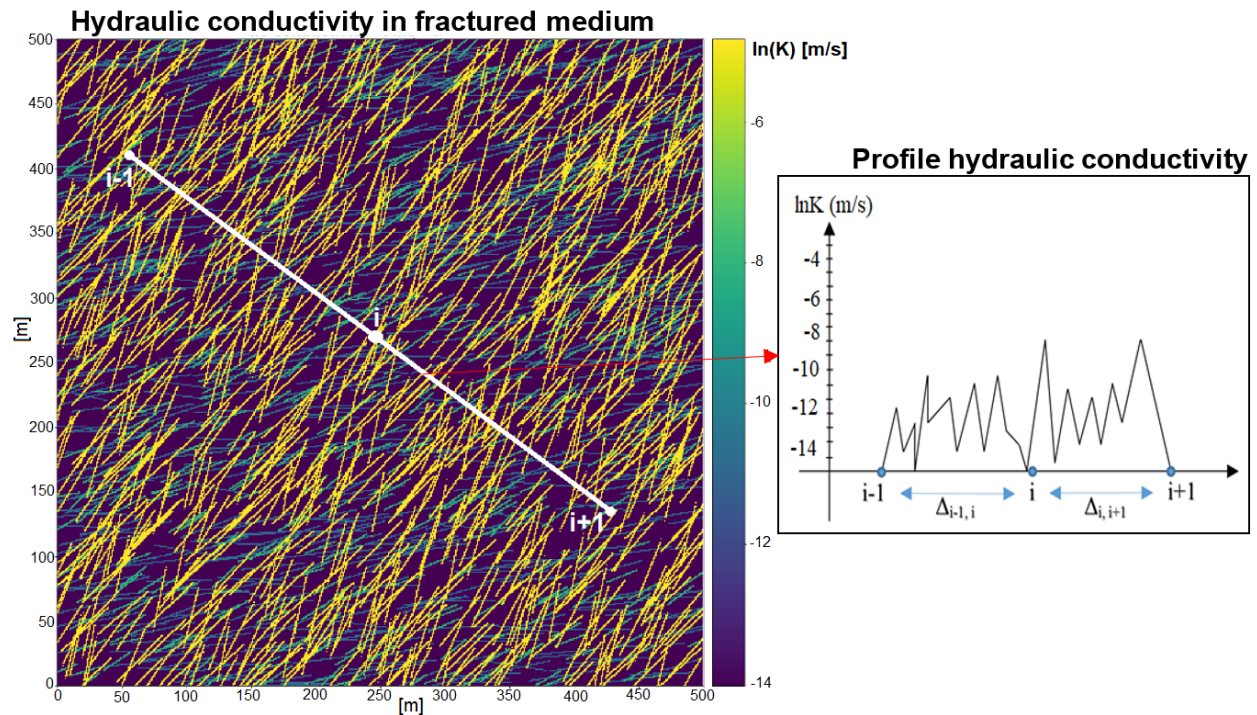 Hydraulic conductivity in fractured medium
500
450
400
350
300
250
200
150
100
50
0
[m]
0 50 100 150 200 250 300 350 400 450 500
[m]
i-1
i
i+1
ln(K) [m/s]
-6
-8
-10
-12
-14
Profile hydraulic conductivity
lnK (m/s)
-4
-6
-8
-10
-12
-14
i-1 i i+1
Δi-1, i Δi, i+1